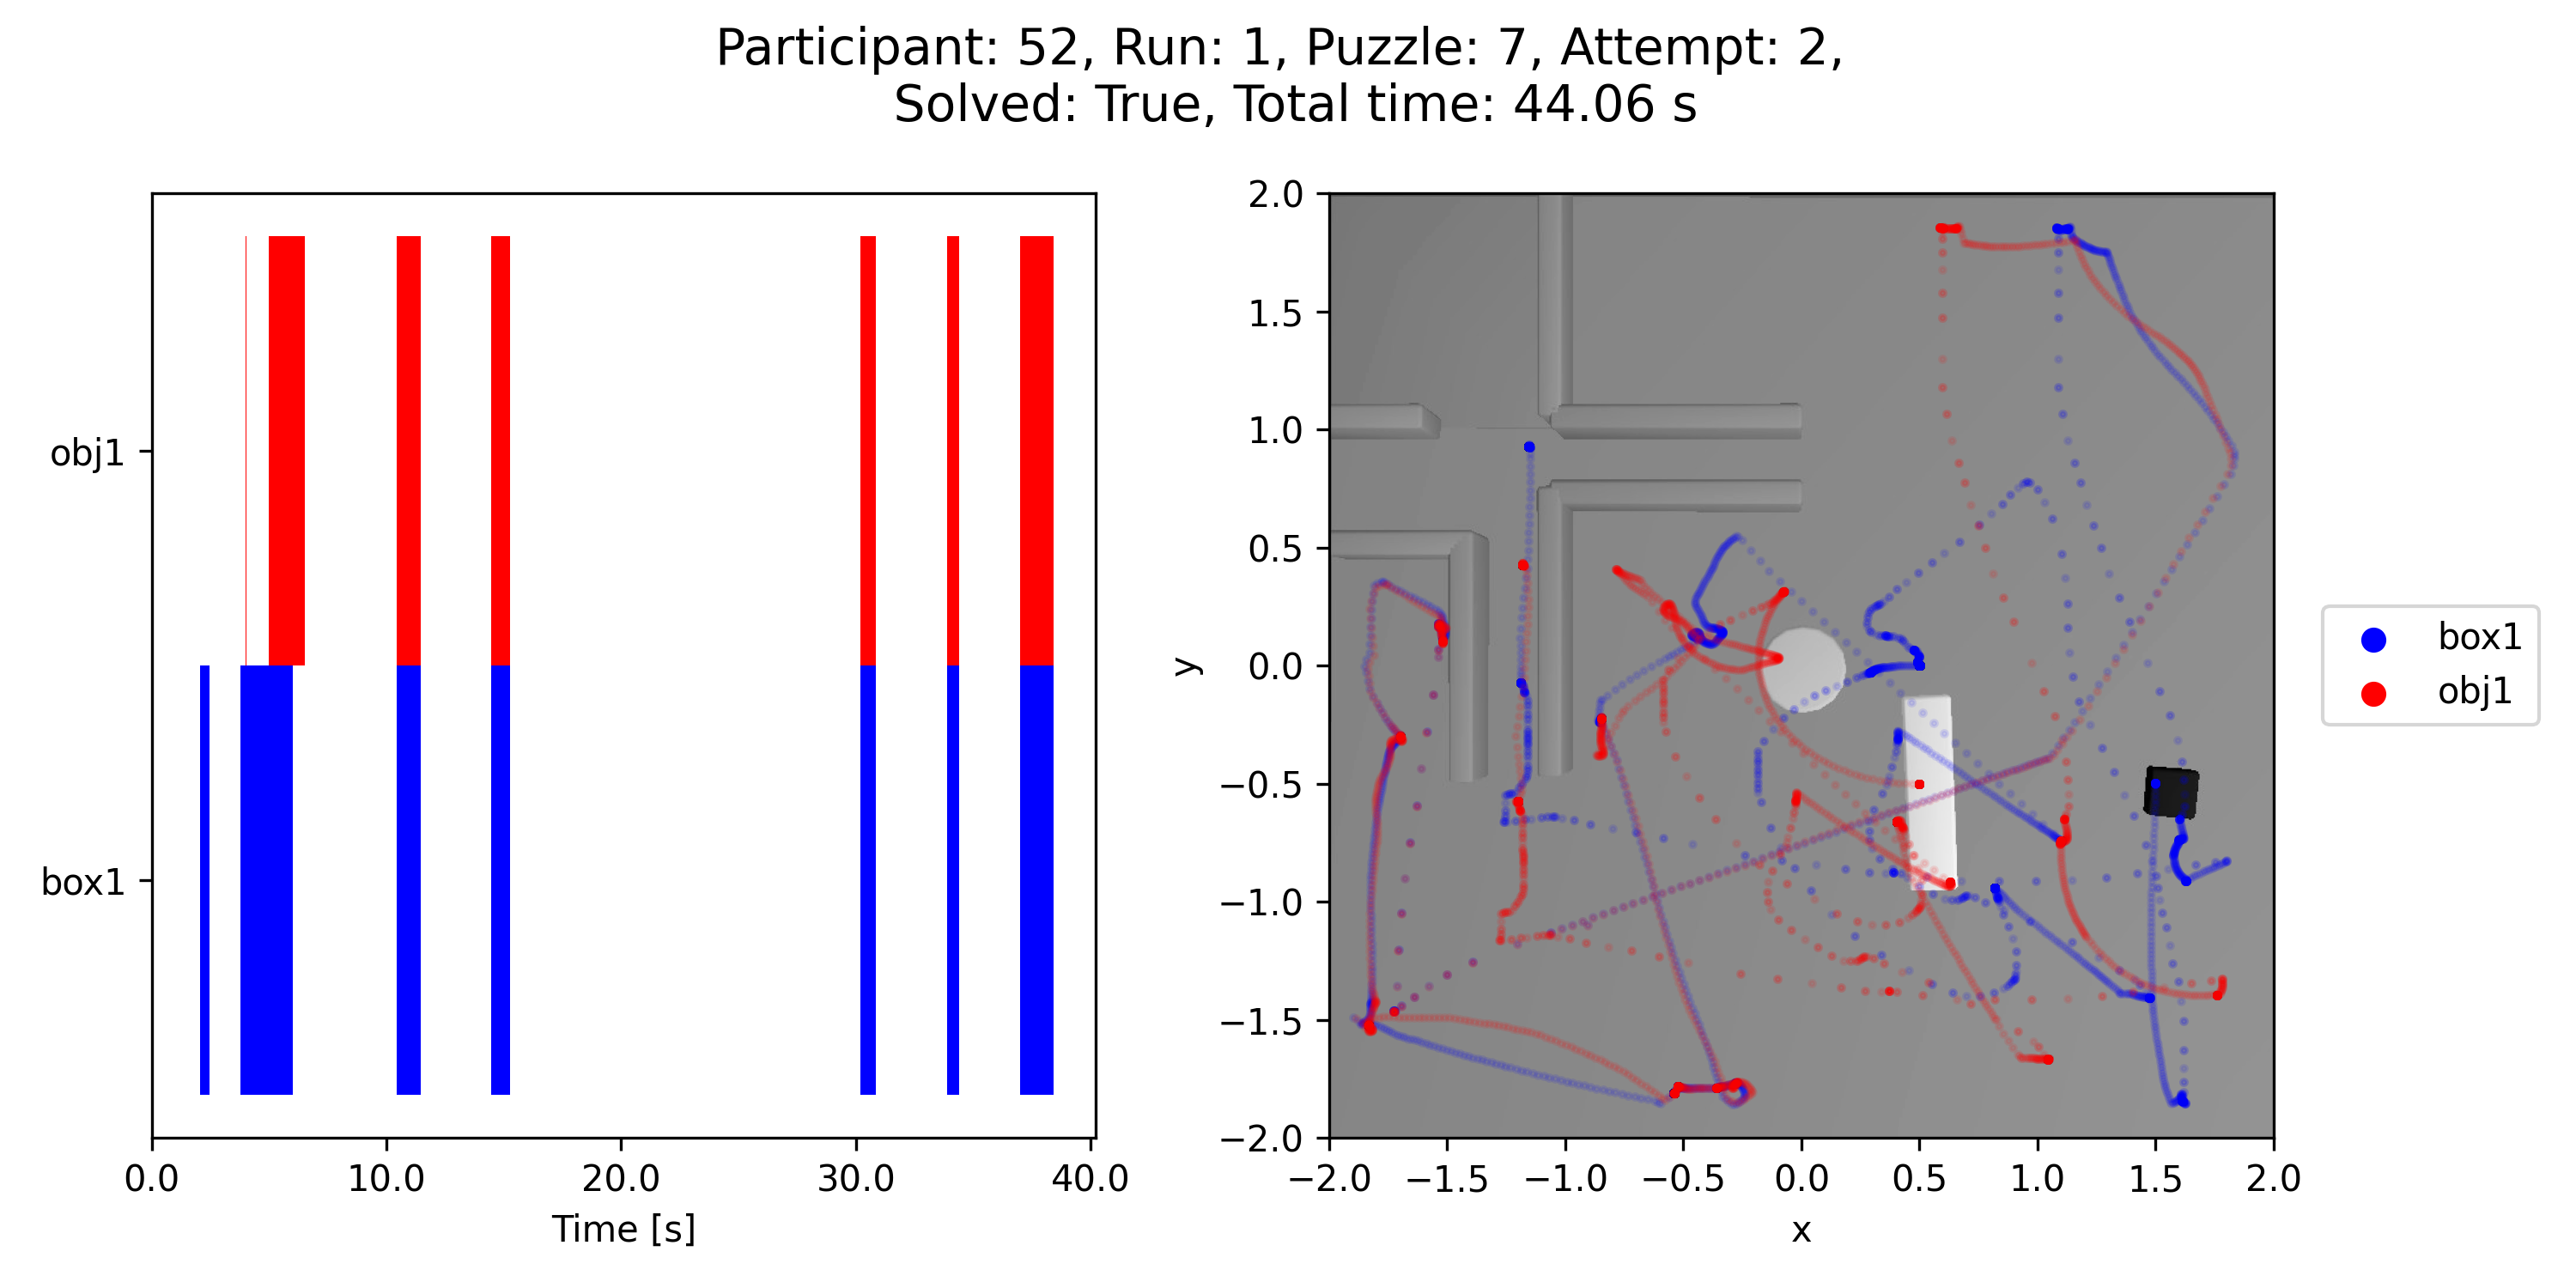 Participant: 52, Run: 1, Puzzle: 7, Attempt: 2,
Solved: True, Total time: 44.06 s
obj1
box1
0.0 10.0 20.0 30.0 40.0
Time [s]
2.0
1.5
1.0
0.5
0.0
−0.5
−1.0
−1.5
−2.0
y
−2.0 −1.5 −1.0 −0.5 0.0 0.5 1.0 1.5 2.0
x
box1
obj1